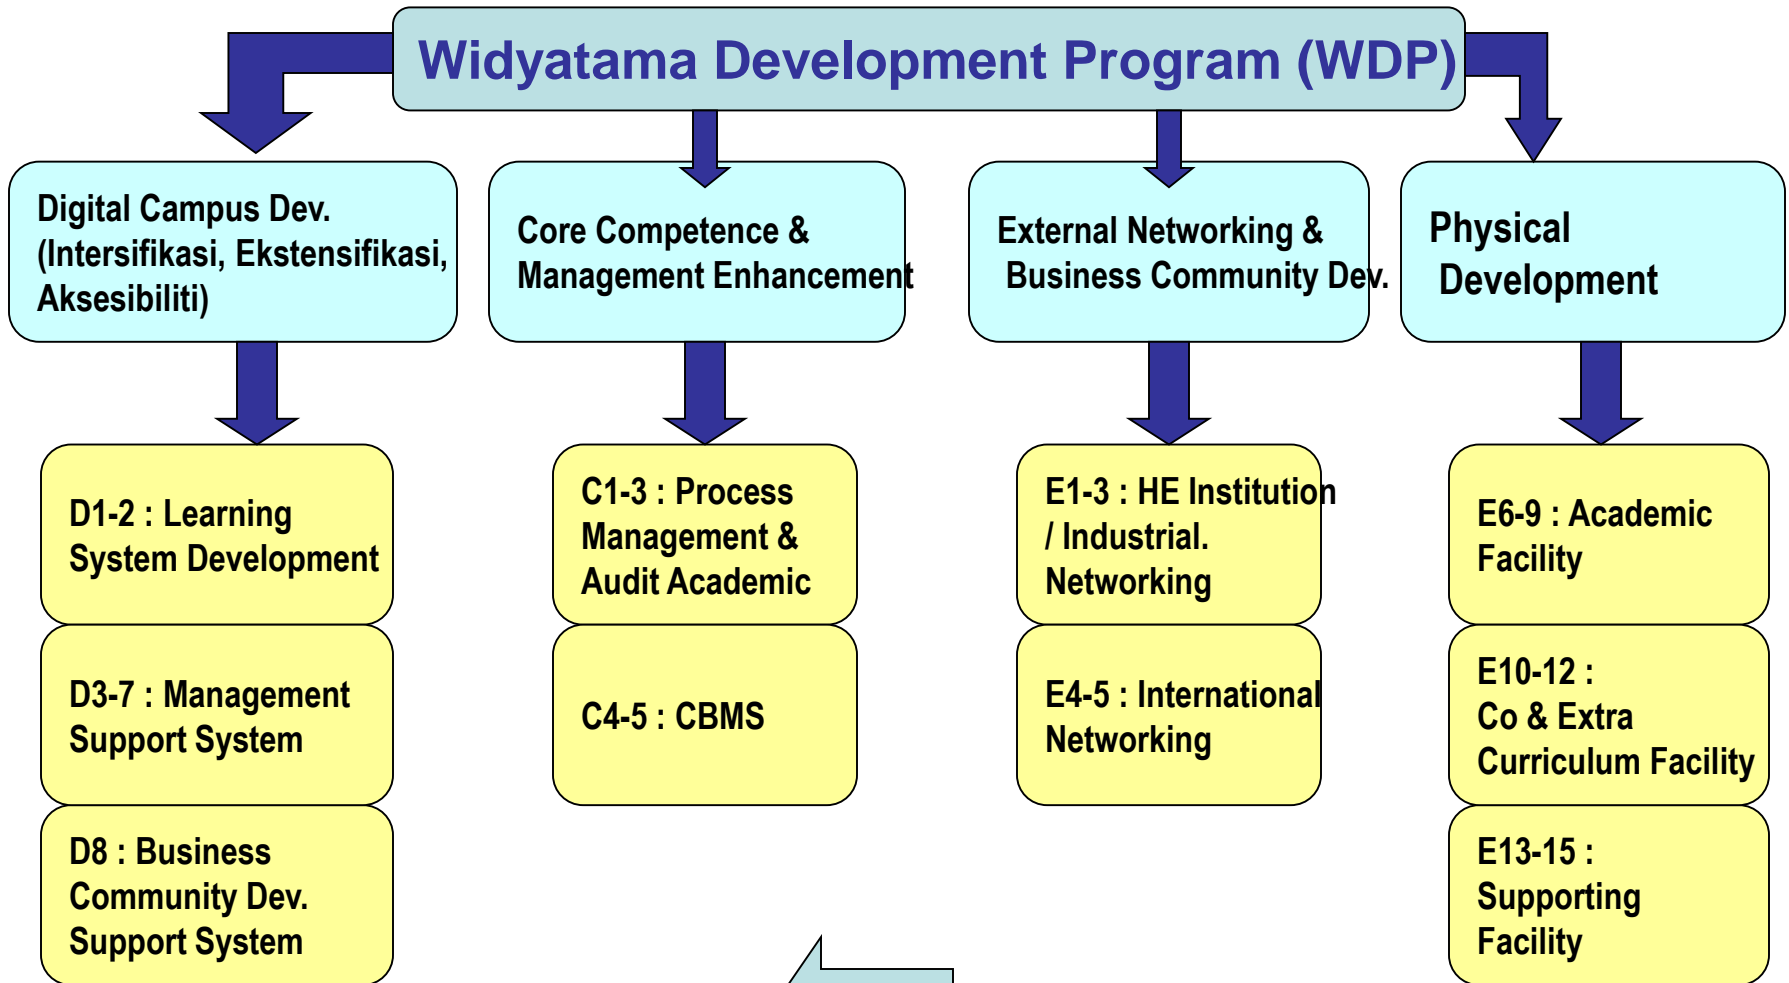 Widyatama Development Program (WDP)
Digital Campus Dev.
(Intersifikasi, Ekstensifikasi,
Aksesibiliti)
Core Competence &
Management Enhancement
External Networking &
Business Community Dev.
Physical
Development
D1-2 : Learning
System Development
D3-7 : Management
Support System
D8 : Business
Community Dev.
Support System
C1-3 : Process
Management &
Audit Academic
C4-5 : CBMS
E1-3 : HE Institution
/ Industrial.
Networking
E4-5 : International
Networking
E6-9 : Academic
Facility
E10-12 :
Co & Extra
Curriculum Facility
E13-15 :
Supporting
Facility